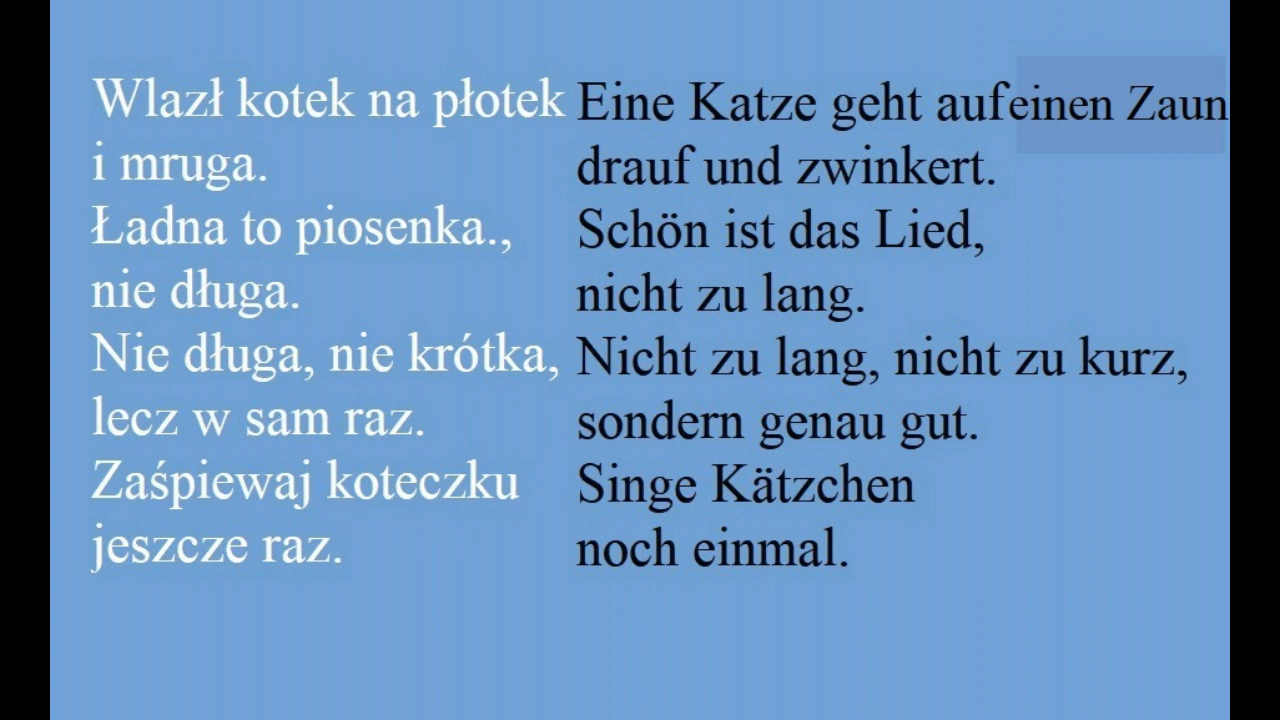 Wlazł kotek na płotek
i mruga.
Ładna to piosenka.,
nie długa.
Nie długa, nie krótka,
lecz w sam raz.
Zaśpiewaj koteczku
jeszcze raz.
Eine Katze geht auf einen Zaun
drauf und zwinkert.
Schön ist das Lied,
nicht zu lang.
Nicht zu lang, nicht zu kurz,
sondern genau gut.
Singe Kätzchen
noch einmal.